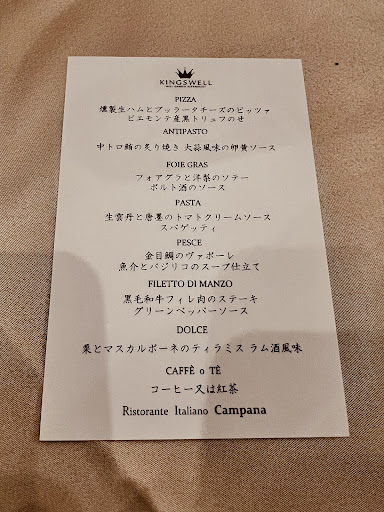 KINGSWELL
PIZZA
燻製生ハムとブッラータチーズのピッツァ
ピエモンテ産黒トリュフのせ
ANTIPASTO
中トロ鮪の炙り焼き 大蒜風味の卵黄ソース
FOIE GRAS
フォアグラと洋梨のソテー
ポルト酒のソース
PASTA
生雲丹と唐墨のトマトクリームソース
スパゲッティ
PESCE
金目鯛のヴァポーレ
魚介とバジリコのスープ仕立て
FILETTO DI MANZO
黒毛和牛フィレ肉のステーキ
グリーンペッパーソース
DOLCE
栗とマスカルポーネのティラミス ラム酒風味
CAFFÈ o TÈ
コーヒー又は紅茶
Ristorante Italiano Campana